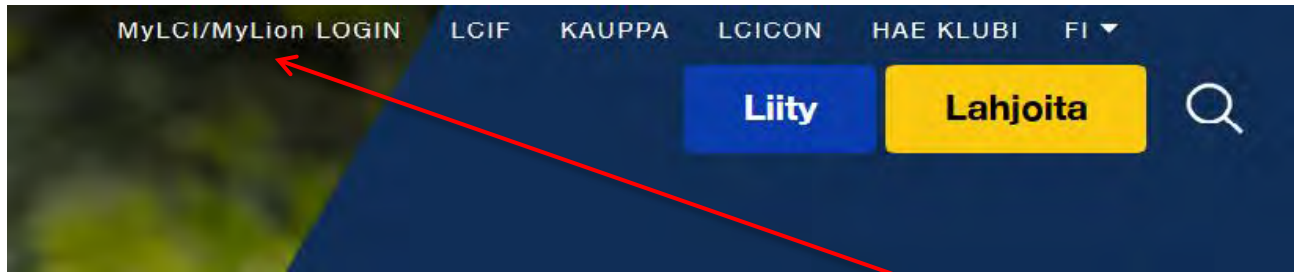 MyLCI/MyLion LOGIN LCIF KAUPPA LCICON HAE KLUBI FI
Liity Lahjoita